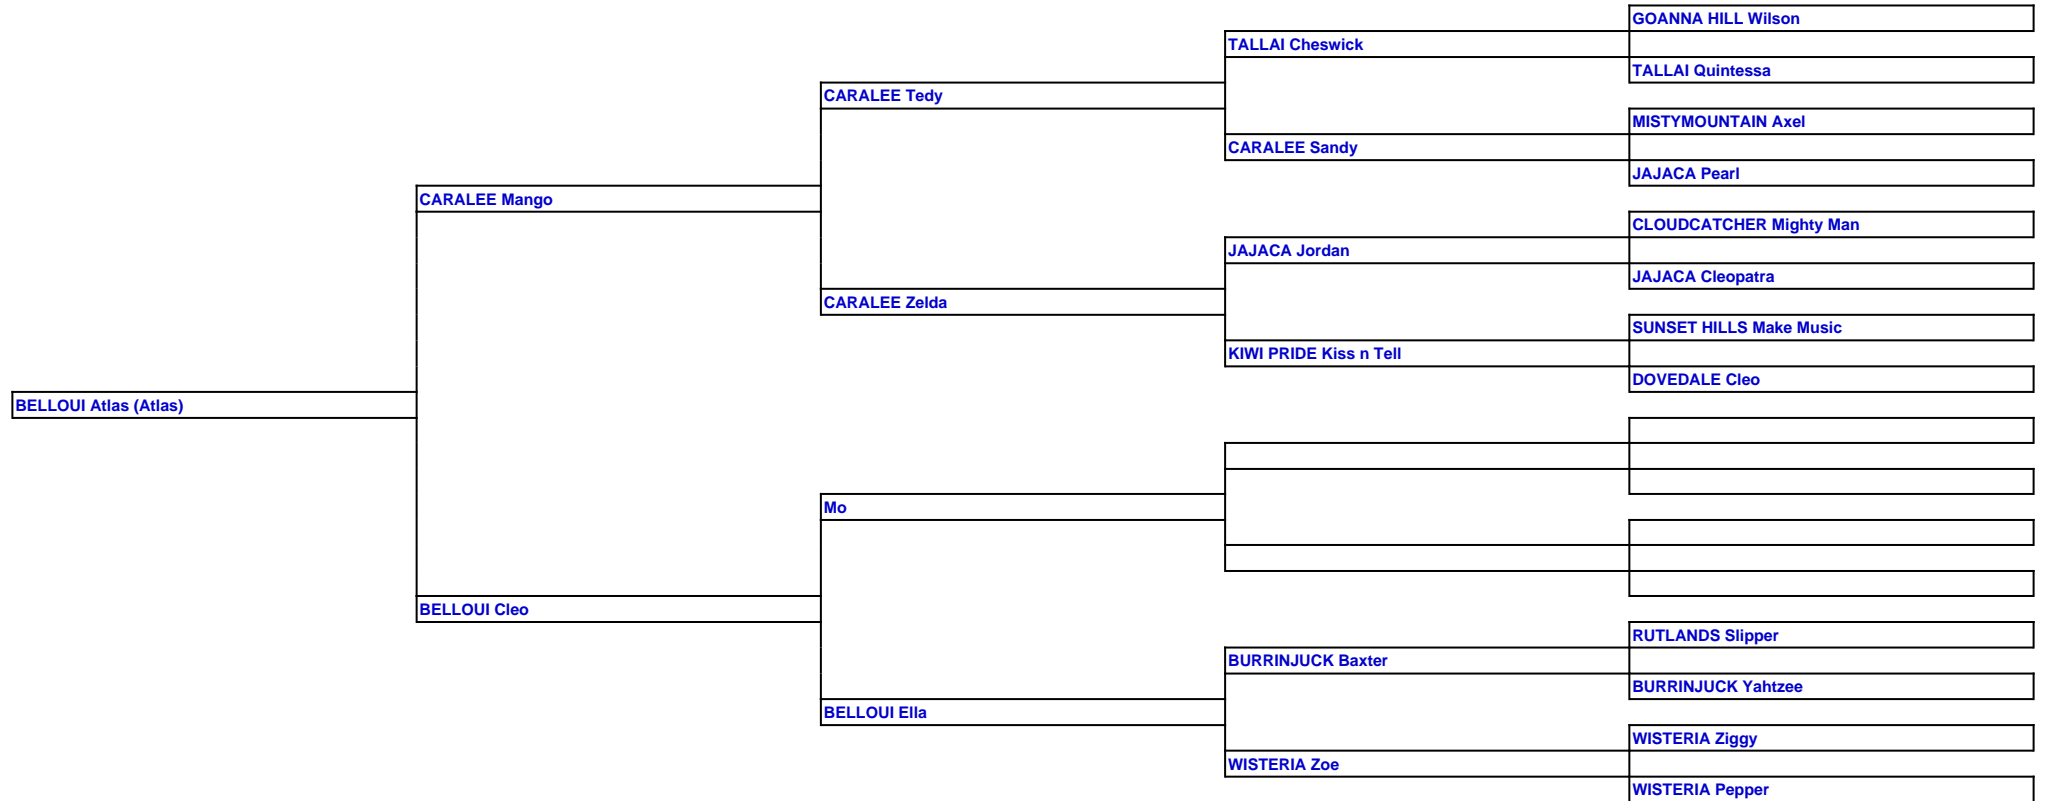 GOANNA HILL Wilson
TALLAI Cheswick
TALLAI Quintessa
CARALEE Tedy
MISTYMOUNTAIN Axel
CARALEE Sandy
JAJACA Pearl
CARALEE Mango
CLOUDCATCHER Mighty Man
JAJACA Jordan
JAJACA Cleopatra
CARALEE Zelda
SUNSET HILLS Make Music
KIWI PRIDE Kiss n Tell
DOVEDALE Cleo
BELLOUI Atlas (Atlas)
Mo
BELLOUI Cleo
RUTLANDS Slipper
BURRINJUCK Baxter
BURRINJUCK Yahtzee
BELLOUI Ella
WISTERIA Ziggy
WISTERIA Zoe
WISTERIA Pepper